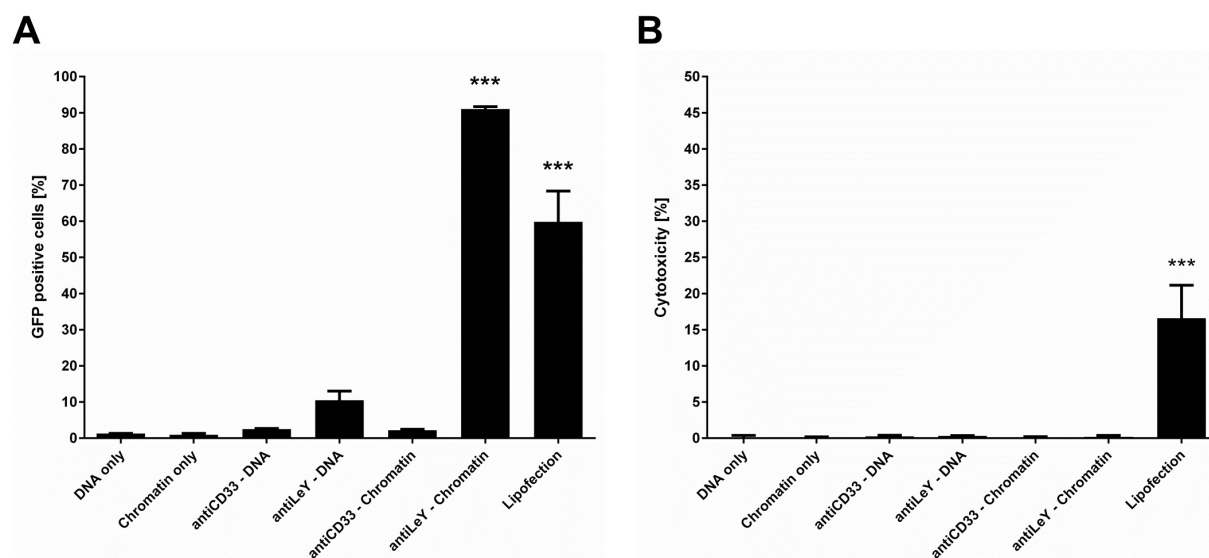 A
GFP positive cells [%]
100
90
80
70
60
50
40
30
20
10
0
***
***
DNA only
Chromatin only
antiCD33 - DNA
antiLeY - DNA
antiCD33 - Chromatin
antiLeY - Chromatin
Lipofection
B
Cytotoxicity [%]
50
45
40
35
30
25
20
15
10
5
0
***
DNA only
Chromatin only
antiCD33 - DNA
antiLeY - DNA
antiCD33 - Chromatin
antiLeY - Chromatin
Lipofection